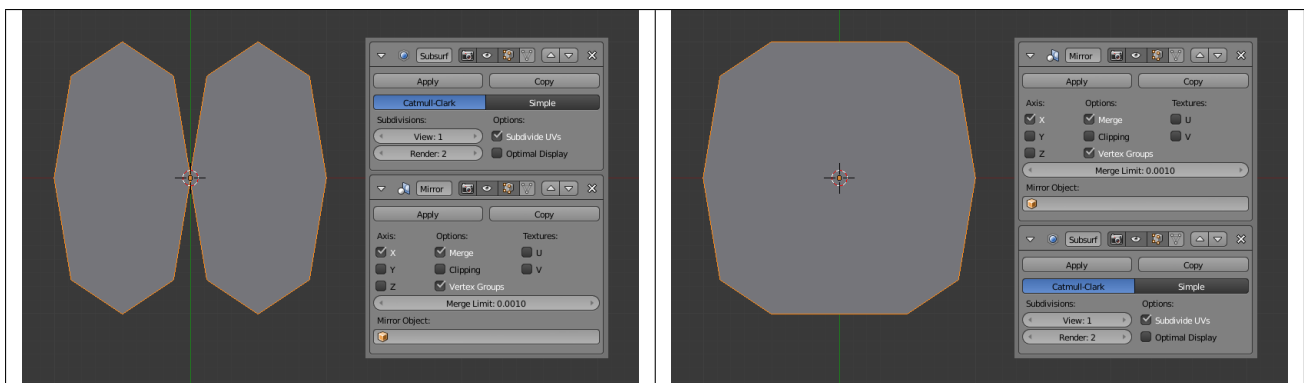 Subsurf
Apply Copy
Catmull-Clark Simple
Subdivisions: Options:
View: 1 Subdivide UVs
Render: 2 Optimal Display
Mirror
Apply Copy
Axis: Options: Textures:
X Merge U
Y Clipping V
Z Vertex Groups
Merge Limit: 0.0010
Mirror Object:
Mirror
Apply Copy
Axis: Options: Textures:
X Merge U
Y Clipping V
Z Vertex Groups
Merge Limit: 0.0010
Mirror Object:
Subsurf
Apply Copy
Catmull-Clark Simple
Subdivisions: Options:
View: 1 Subdivide UVs
Render: 2 Optimal Display